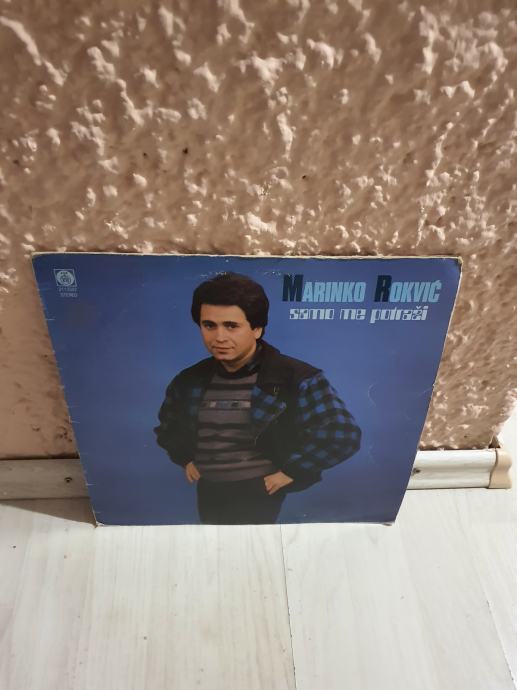 MARINKO ROKVIĆ
samo me potraži
STEREO